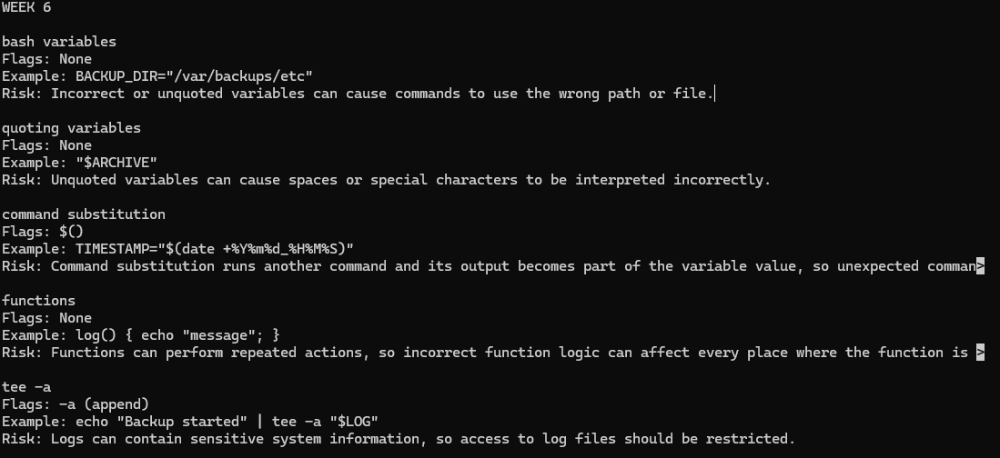 WEEK 6

bash variables
Flags: None
Example: BACKUP_DIR="/var/backups/etc"
Risk: Incorrect or unquoted variables can cause commands to use the wrong path or file.

quoting variables
Flags: None
Example: "$ARCHIVE"
Risk: Unquoted variables can cause spaces or special characters to be interpreted incorrectly.

command substitution
Flags: $()
Example: TIMESTAMP="$(date +%Y%m%d_%H%M%S)"
Risk: Command substitution runs another command and its output becomes part of the variable value, so unexpected comman>

functions
Flags: None
Example: log() { echo "message"; }
Risk: Functions can perform repeated actions, so incorrect function logic can affect every place where the function is >

tee -a
Flags: -a (append)
Example: echo "Backup started" | tee -a "$LOG"
Risk: Logs can contain sensitive system information, so access to log files should be restricted.